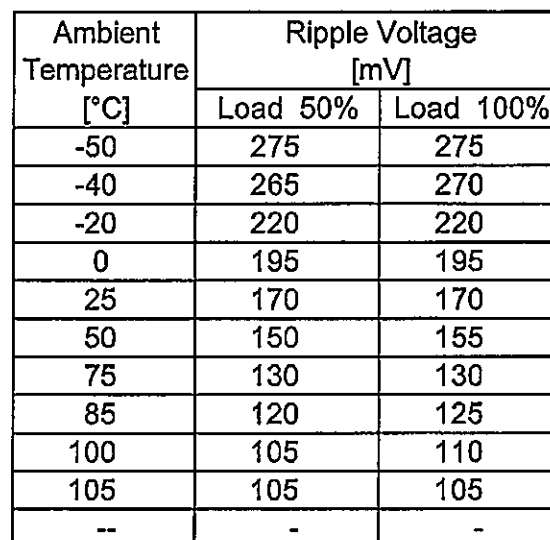 Ambient Temperature [°C] Ripple Voltage [mV]
Load 50% Load 100%
-50 275 275
-40 265 270
-20 220 220
0 195 195
25 170 170
50 150 155
75 130 130
85 120 125
100 105 110
105 105 105
-- - -